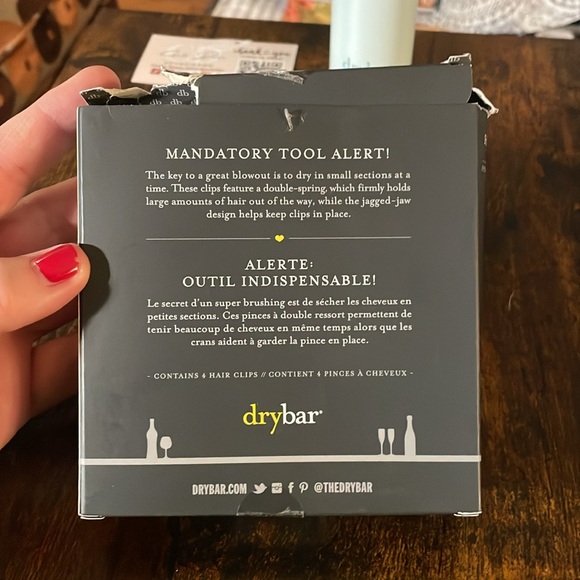 thank you
db
MANDATORY TOOL ALERT!
The key to a great blowout is to dry in small sections at a
time. These clips feature a double-spring, which firmly holds
large amounts of hair out of the way, while the jagged-jaw
design helps keep clips in place.
ALERTE:
OUTIL INDISPENSABLE!
Le secret d'un super brushing est de sécher les cheveux en
petites sections. Ces pinces à double ressort permettent de
tenir beaucoup de cheveux en même temps alors que les
crans aident à garder la pince en place.
- CONTAINS 4 HAIR CLIPS // CONTIENT 4 PINCES À CHEVEUX -
drybar
DRYBAR.COM @THEDRYBAR